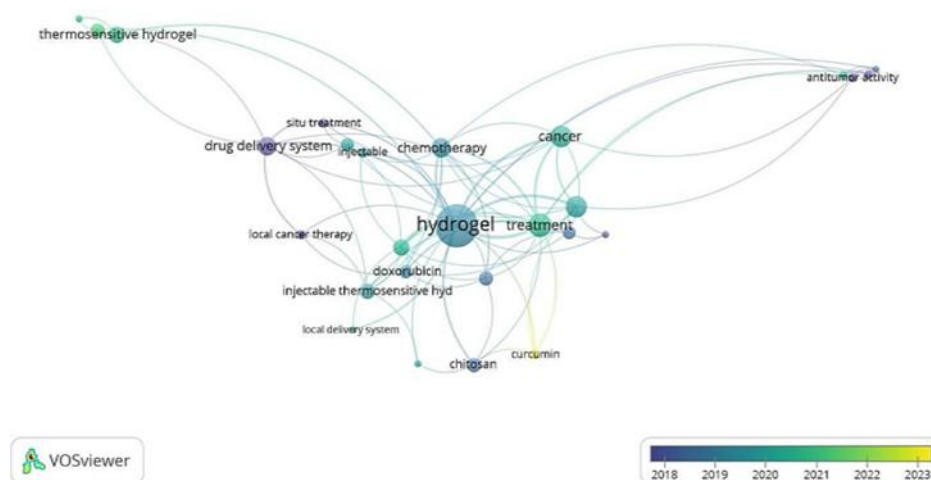 thermosensitive hydrogel
antitumor activity
situ treatment
drug delivery system
injectable
chemotherapy
cancer
hydrogel
treatment
local cancer therapy
doxorubicin
injectable thermosensitive hyd
local delivery system
curcumin
chitosan
VOSviewer
2018 2019 2020 2021 2022 2023